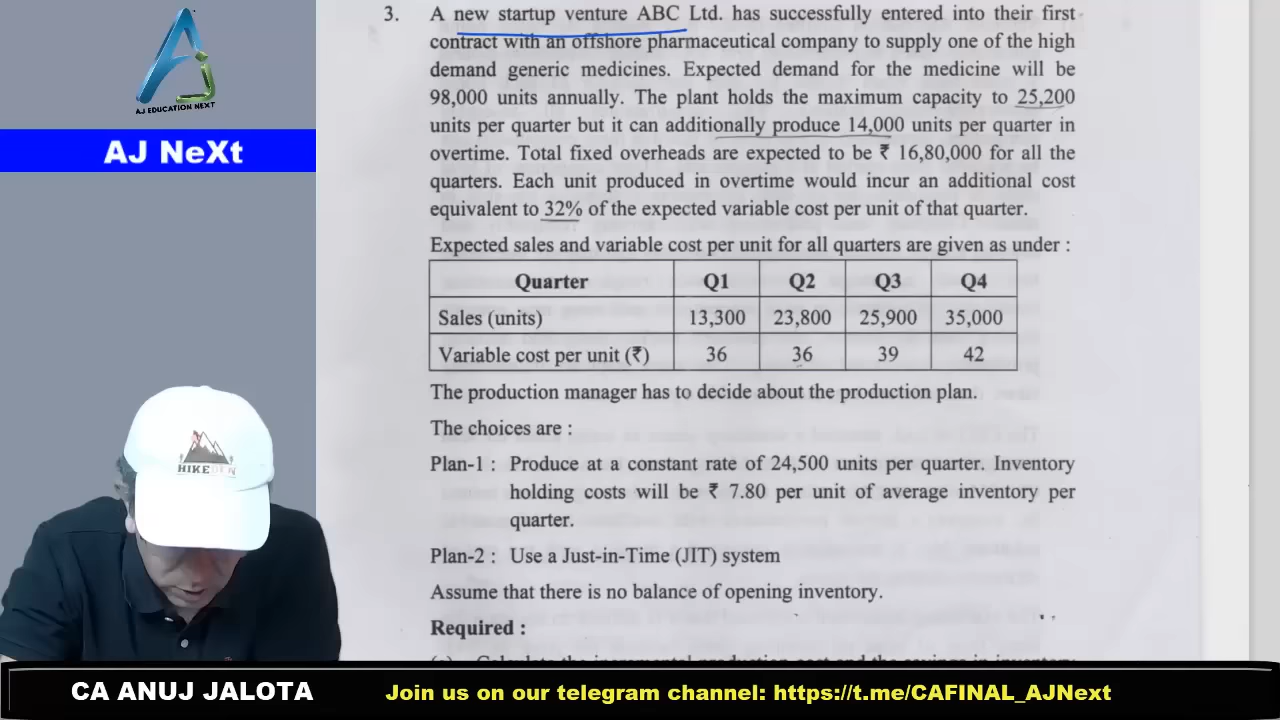 AJ EDUCATION NEXT
AJ NeXt
3. A new startup venture ABC Ltd. has successfully entered into their first
contract with an offshore pharmaceutical company to supply one of the high
demand generic medicines. Expected demand for the medicine will be
98,000 units annually. The plant holds the maximum capacity to 25,200
units per quarter but it can additionally produce 14,000 units per quarter in
overtime. Total fixed overheads are expected to be ₹ 16,80,000 for all the
quarters. Each unit produced in overtime would incur an additional cost
equivalent to 32% of the expected variable cost per unit of that quarter.
Expected sales and variable cost per unit for all quarters are given as under :
Quarter Q1 Q2 Q3 Q4
Sales (units) 13,300 23,800 25,900 35,000
Variable cost per unit (₹) 36 36 39 42
The production manager has to decide about the production plan.
The choices are :
Plan-1 : Produce at a constant rate of 24,500 units per quarter. Inventory
holding costs will be ₹ 7.80 per unit of average inventory per
quarter.
Plan-2 : Use a Just-in-Time (JIT) system
Assume that there is no balance of opening inventory.
Required :
HIKE
CA ANUJ JALOTA
Join us on our telegram channel: https://t.me/CAFINAL_AJNext